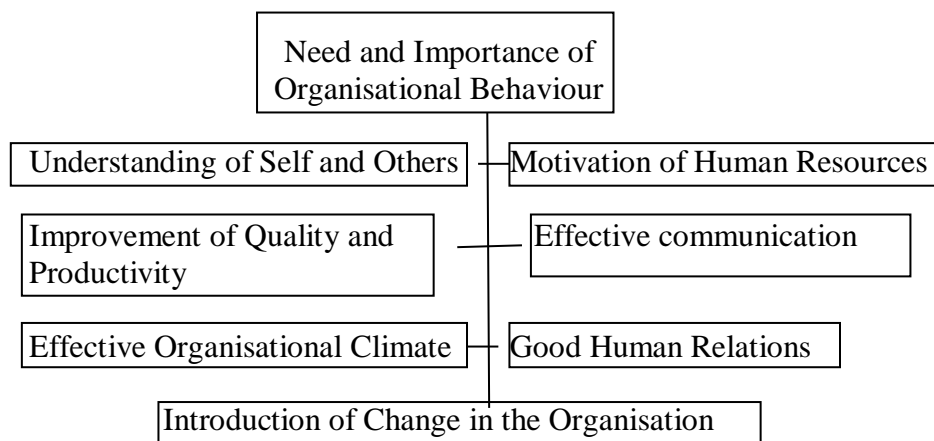 Need and Importance of
Organisational Behaviour
Understanding of Self and Others
Motivation of Human Resources
Improvement of Quality and
Productivity
Effective communication
Effective Organisational Climate
Good Human Relations
Introduction of Change in the Organisation